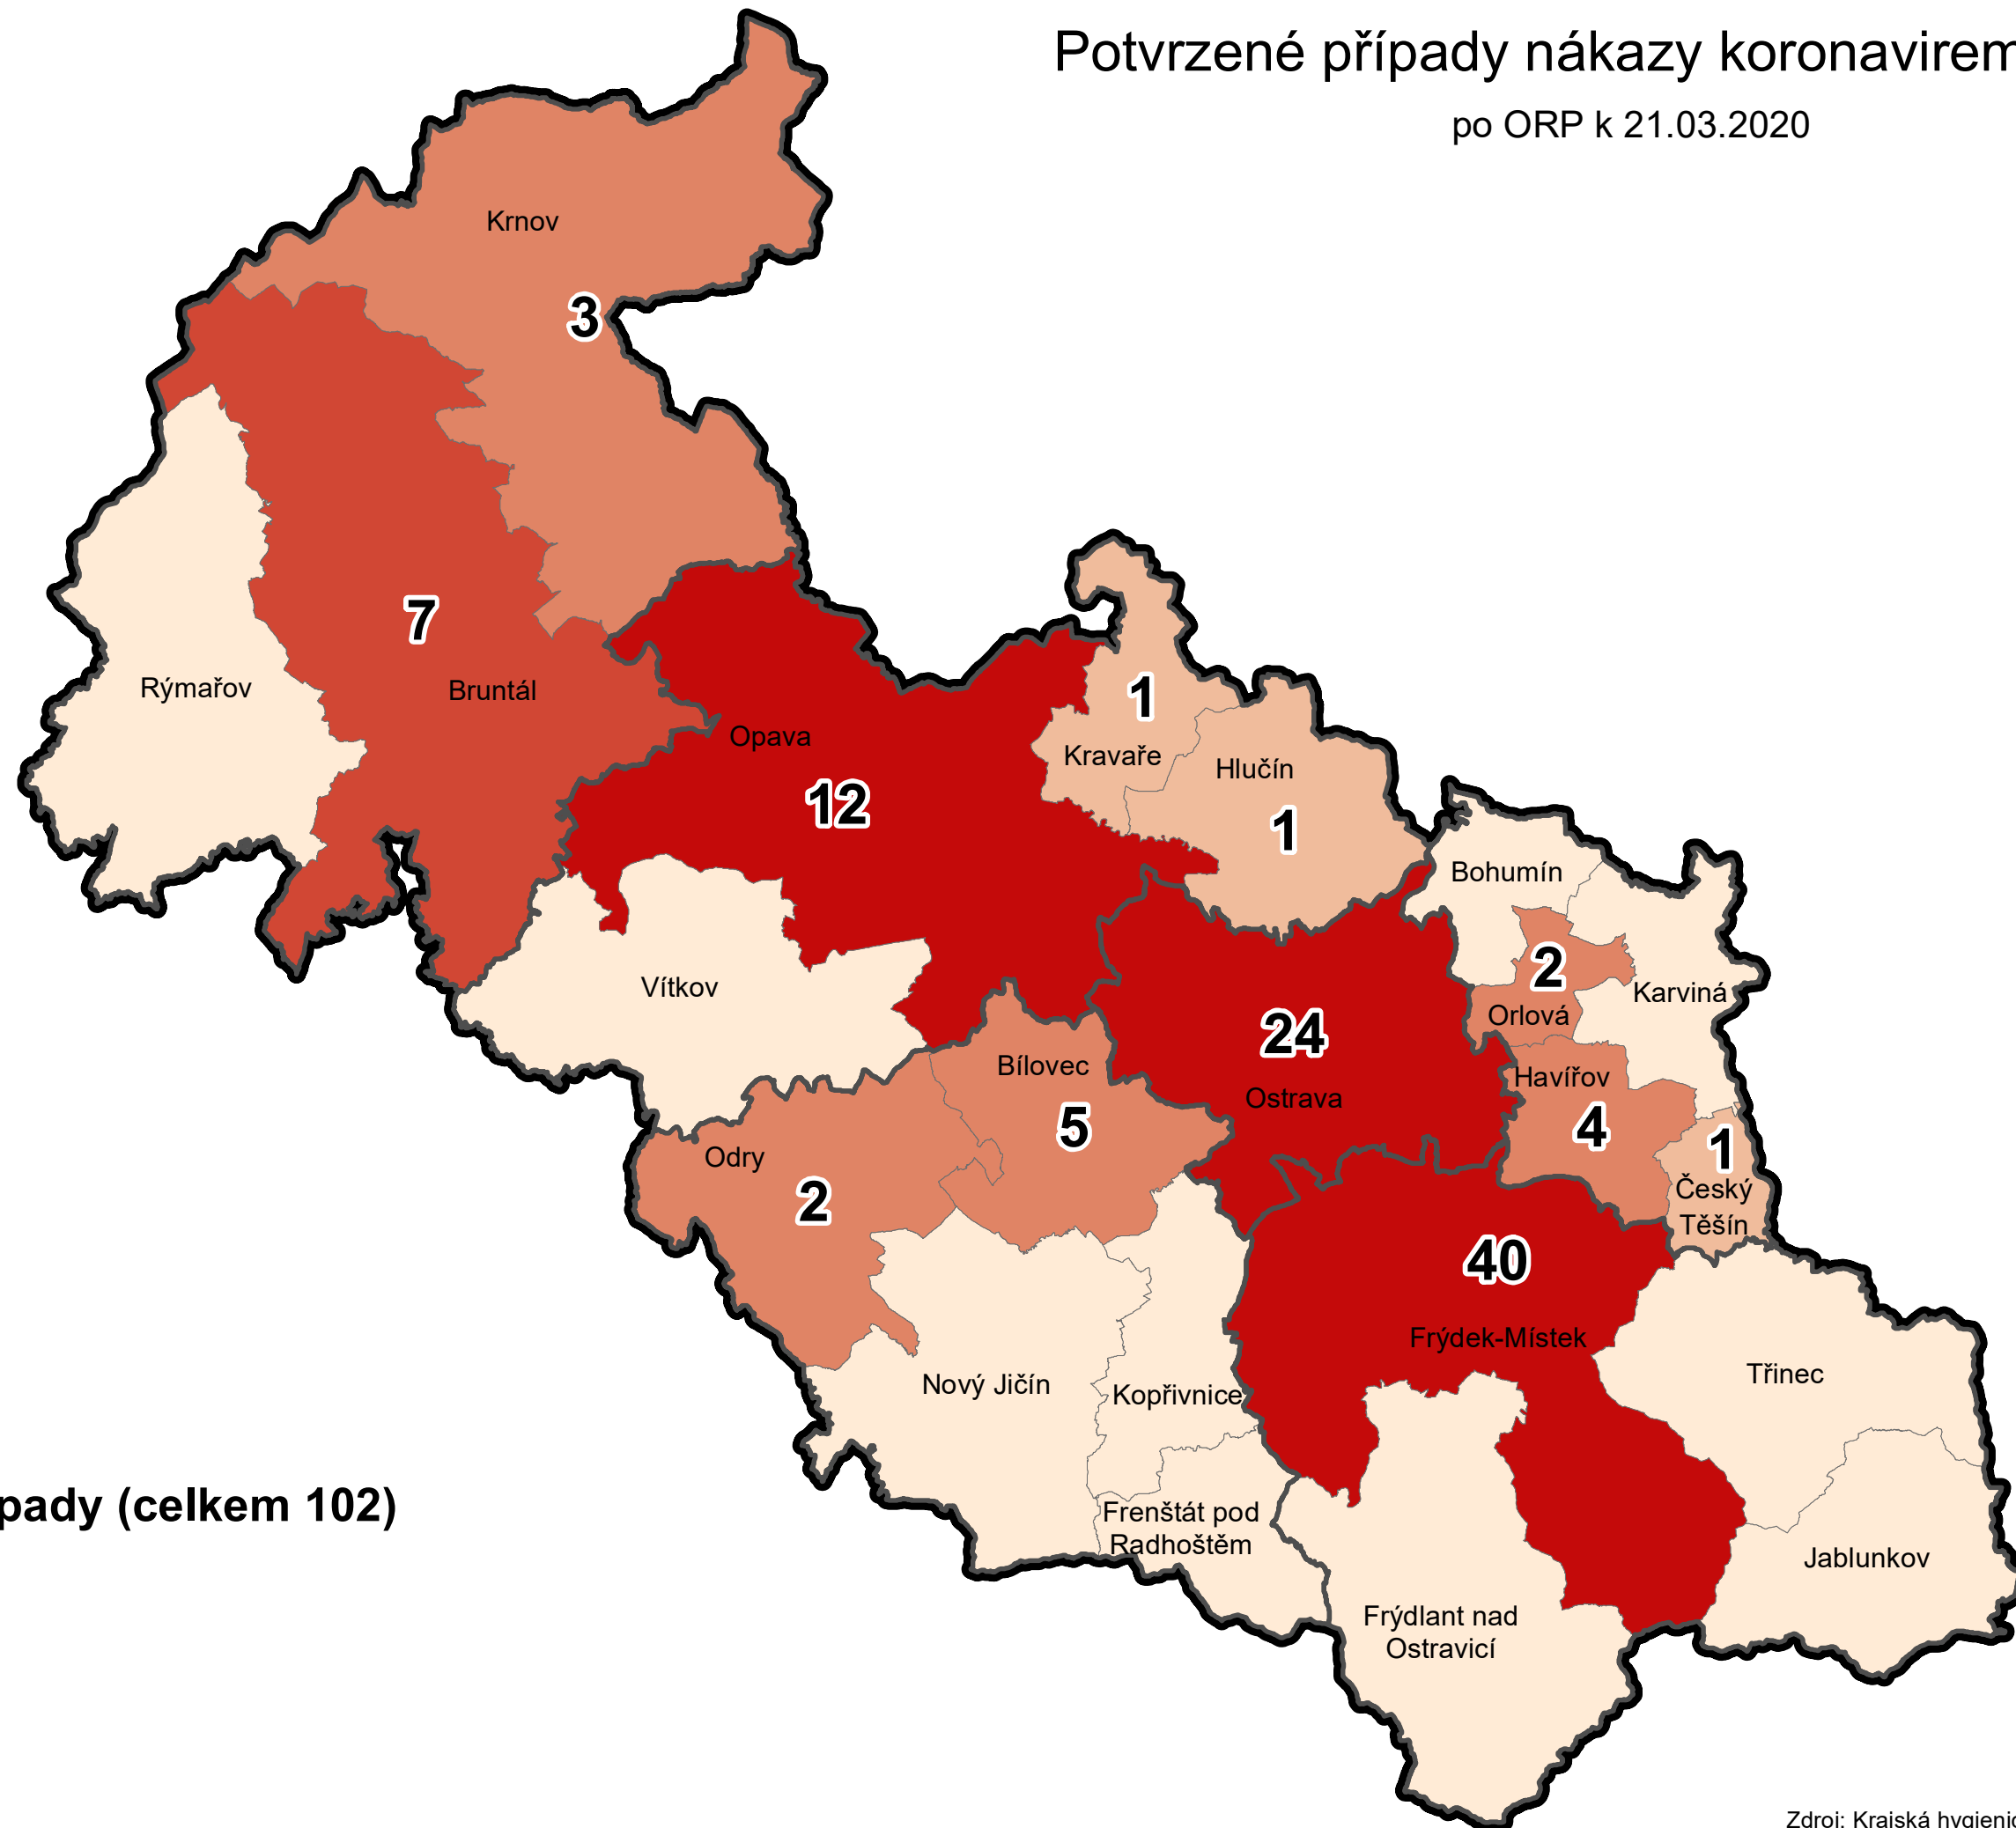 Potvrzené případy nákazy koronavirem
po ORP k 21.03.2020
Krnov
3
7
Rýmařov
Bruntál
Opava
12
1
Kravaře
Hlučín
1
Bohumín
2
Karviná
Orlová
Vítkov
24
Ostrava
Bílovec
5
Havířov
4
1
Český
Těšín
Odry
2
40
Frýdek-Místek
Třinec
Nový Jičín
Kopřivnice
Frenštát pod
Radhoštěm
Jablunkov
Frýdlant nad
Ostravicí
pady (celkem 102)
Zdroj: Krajská hygienic